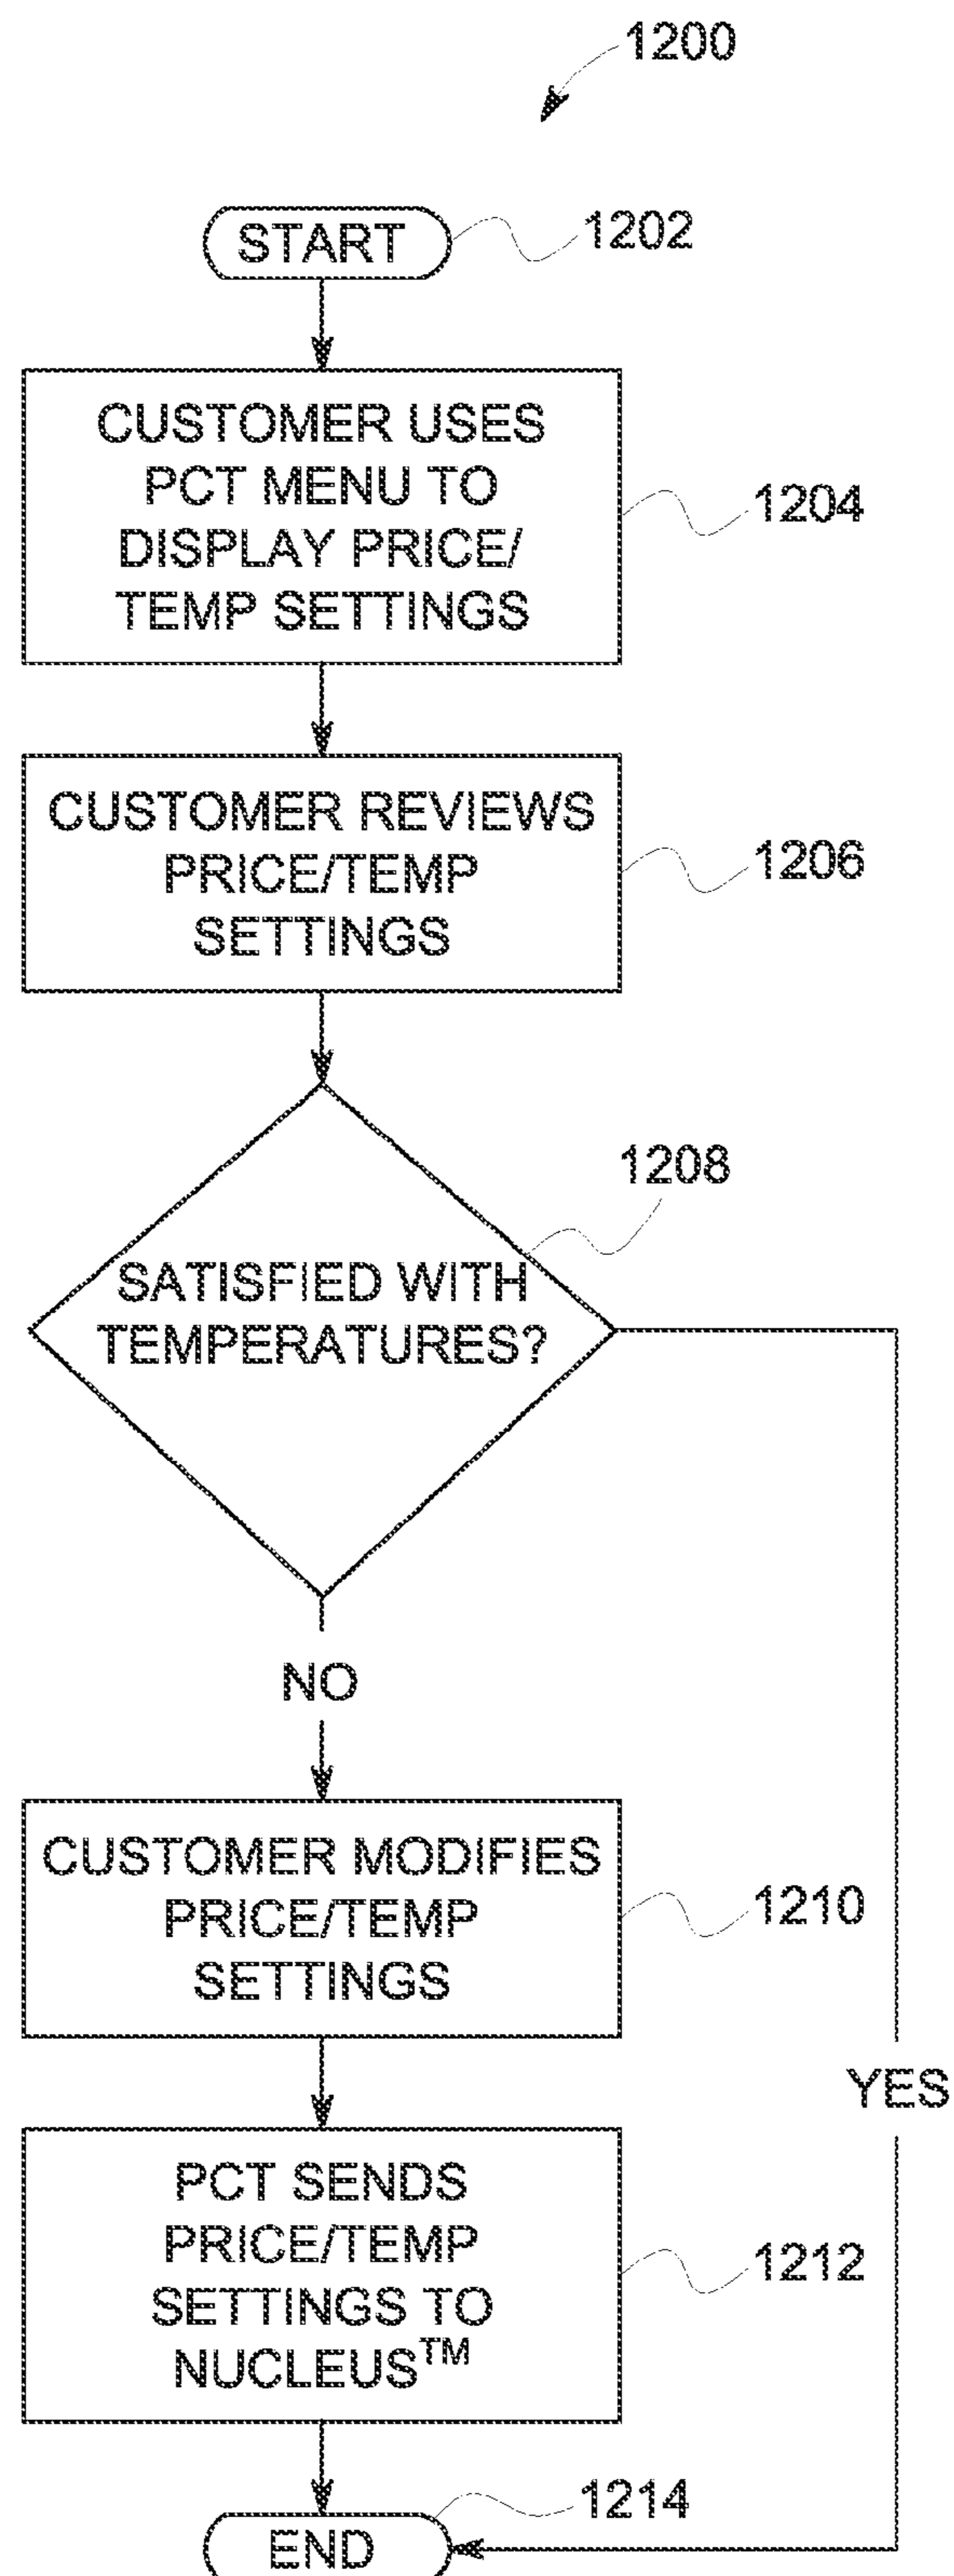 1200
START
1202
CUSTOMER USES
PCT MENU TO
DISPLAY PRICE/
TEMP SETTINGS
1204
CUSTOMER REVIEWS
PRICE/TEMP
SETTINGS
1206
1208
SATISFIED WITH
TEMPERATURES?
NO
CUSTOMER MODIFIES
PRICE/TEMP
SETTINGS
1210
YES
PCT SENDS
PRICE/TEMP
SETTINGS TO
NUCLEUS™
1212
1214
END